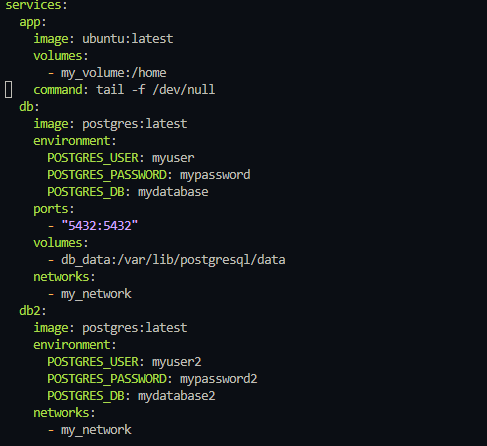 services:
  app:
    image: ubuntu:latest
    volumes:
      - my_volume:/home
    command: tail -f /dev/null
  db:
    image: postgres:latest
    environment:
      POSTGRES_USER: myuser
      POSTGRES_PASSWORD: mypassword
      POSTGRES_DB: mydatabase
    ports:
      - "5432:5432"
    volumes:
      - db_data:/var/lib/postgresql/data
    networks:
      - my_network
  db2:
    image: postgres:latest
    environment:
      POSTGRES_USER: myuser2
      POSTGRES_PASSWORD: mypassword2
      POSTGRES_DB: mydatabase2
    networks:
      - my_network